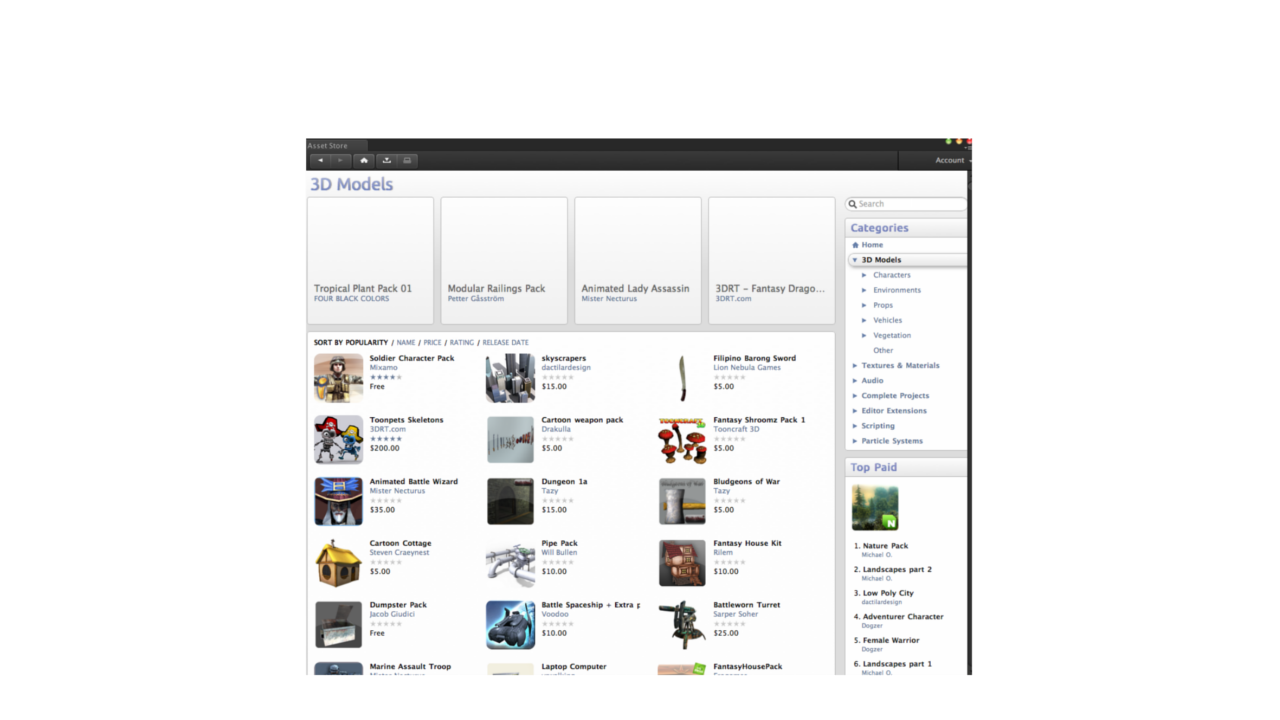 Asset Store
Account
3D Models
Tropical Plant Pack 01
FOUR BLACK COLORS
Modular Railings Pack
Petter Gåsström
Animated Lady Assassin
Mister Necturus
3DRT - Fantasy Drago...
3DRT.com
SORT BY POPULARITY / NAME / PRICE / RATING / RELEASE DATE
Soldier Character Pack
Mixamo
Free
skyscrapers
dactilardesign
$15.00
Filipino Barong Sword
Lion Nebula Games
$5.00
Toonpets Skeletons
3DRT.com
$200.00
Cartoon weapon pack
Drakulla
$5.00
TOONCRAFT
Fantasy Shroomz Pack 1
Tooncraft 3D
$5.00
Animated Battle Wizard
Mister Necturus
$35.00
Dungeon 1a
Tazy
$15.00
Bludgeons of War
Bludgeons of War
Tazy
$5.00
Cartoon Cottage
Steven Craeynest
$5.00
Pipe Pack
Will Bullen
$10.00
Fantasy House Kit
Rilem
$10.00
Dumpster Pack
Jacob Giudici
Free
Battle Spaceship + Extra p
Voodoo
$10.00
Battleworn Turret
Sarper Soher
$25.00
Marine Assault Troop
Mister Necturus
Laptop Computer
FantasyHousePack
Search
Categories
Home
3D Models
Characters
Environments
Props
Vehicles
Vegetation
Other
Textures & Materials
Audio
Complete Projects
Editor Extensions
Scripting
Particle Systems
Top Paid
N
1. Nature Pack
Michael O.
2. Landscapes part 2
Michael O.
3. Low Poly City
dactilardesign
4. Adventurer Character
Dogzer
5. Female Warrior
Dogzer
6. Landscapes part 1
Michael O.